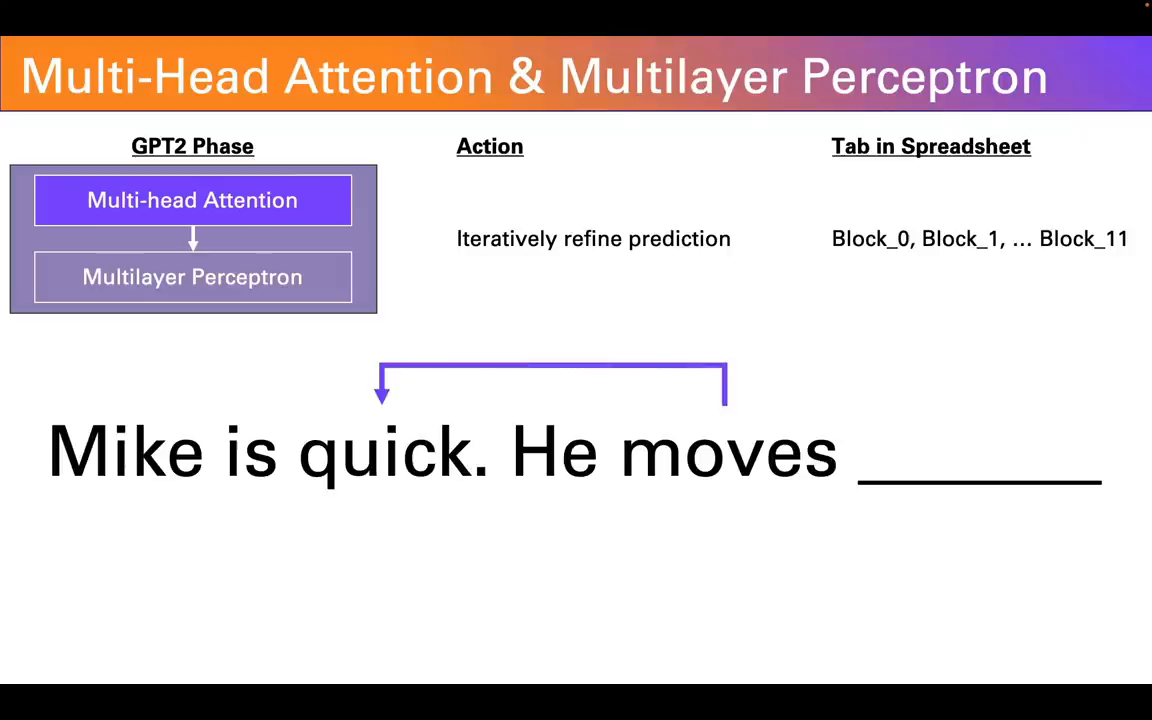 Multi-Head Attention & Multilayer Perceptron
GPT2 Phase
Action
Tab in Spreadsheet
Multi-head Attention
Multilayer Perceptron
Iteratively refine prediction
Block_0, Block_1, ... Block_11
Mike is quick. He moves ________